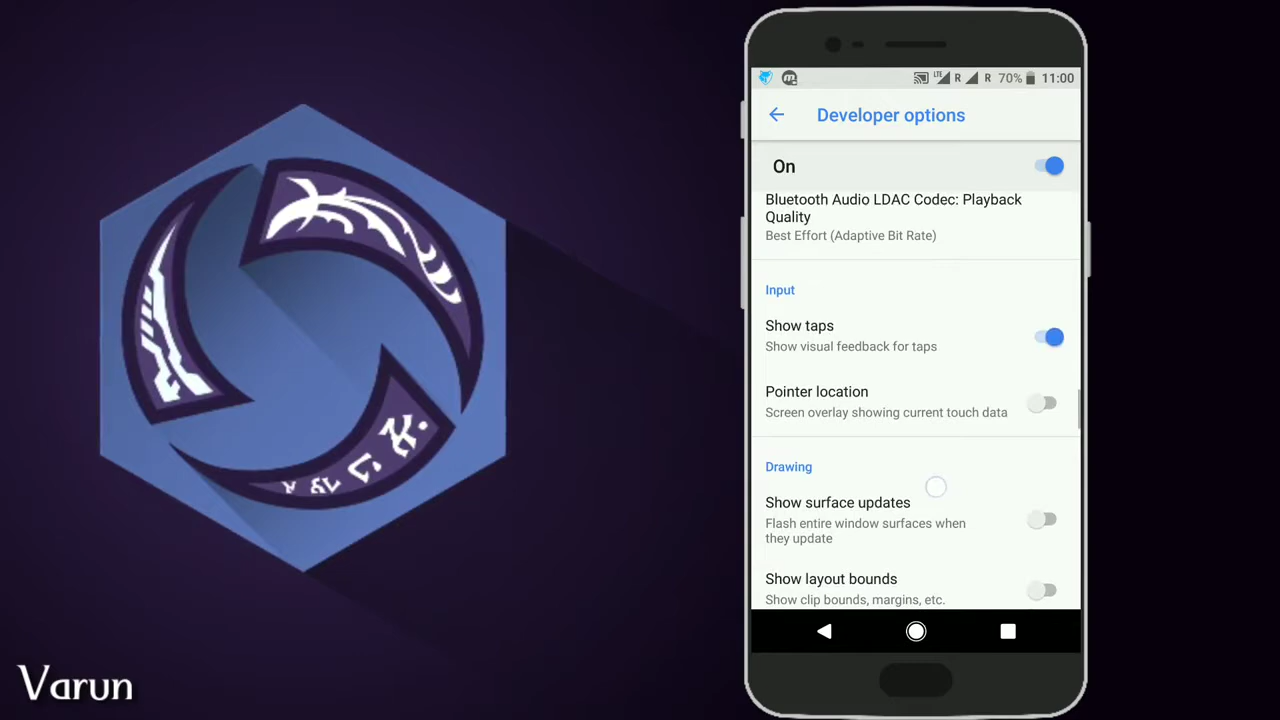 LTE R R 70% 11:00
Developer options
On
Bluetooth Audio LDAC Codec: Playback
Quality
Best Effort (Adaptive Bit Rate)
Input
Show taps
Show visual feedback for taps
Pointer location
Screen overlay showing current touch data
Drawing
Show surface updates
Flash entire window surfaces when
they update
Show layout bounds
Show clip bounds, margins, etc.
Varun